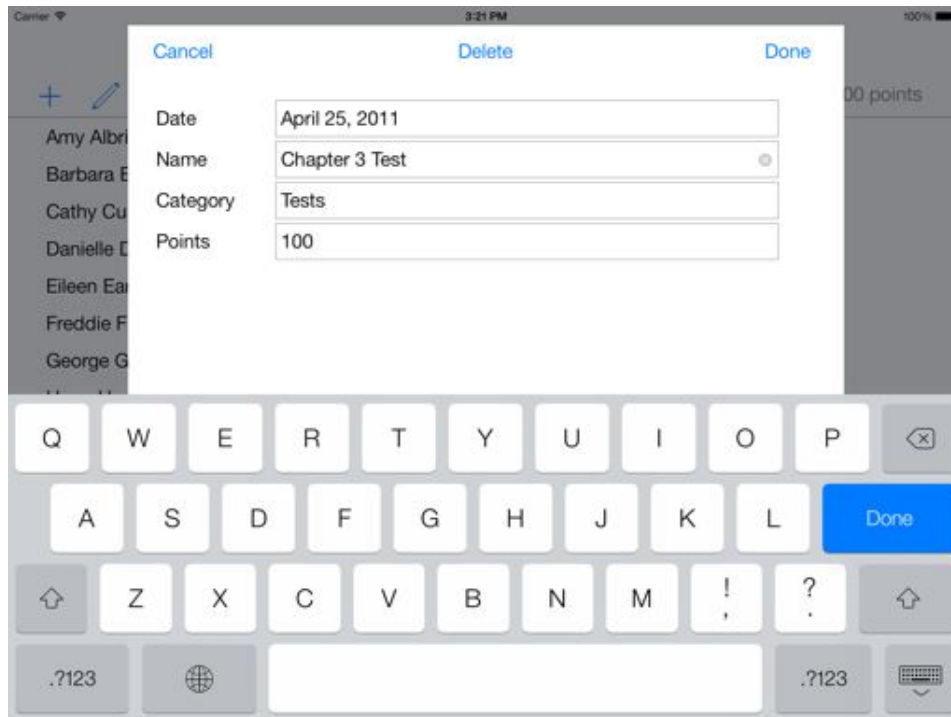 Carrier 3:21 PM 100%
Cancel Delete Done
00 points
Date April 25, 2011
Amy Albri
Name Chapter 3 Test
Barbara E
Category Tests
Cathy Cu
Points 100
Danielle D
Eileen Ear
Freddie F
George G
Q W E R T Y U I O P
A S D F G H J K L Done
Z X C V B N M ! , ? .
.?123 .?123